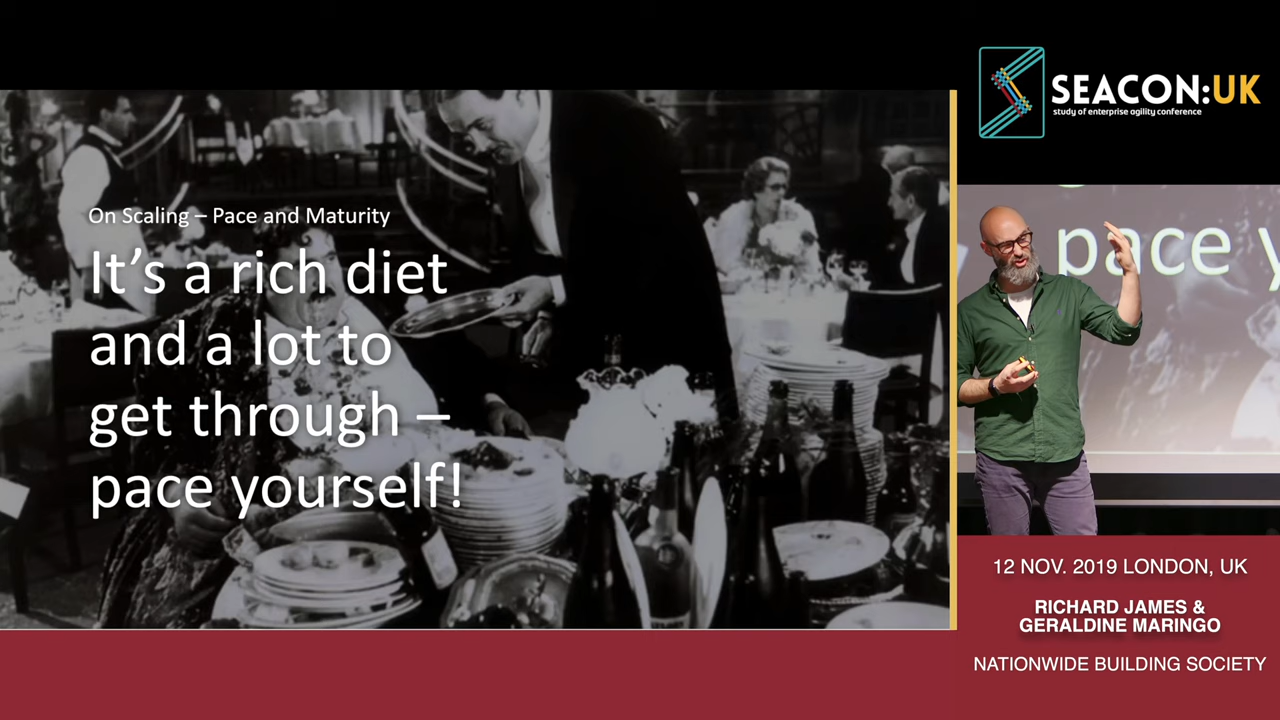 On Scaling – Pace and Maturity
It's a rich diet
and a lot to
get through –
pace yourself!
SEACON:UK
study of enterprise agility conference
pace y
12 NOV. 2019 LONDON, UK
RICHARD JAMES &
GERALDINE MARINGO
NATIONWIDE BUILDING SOCIETY